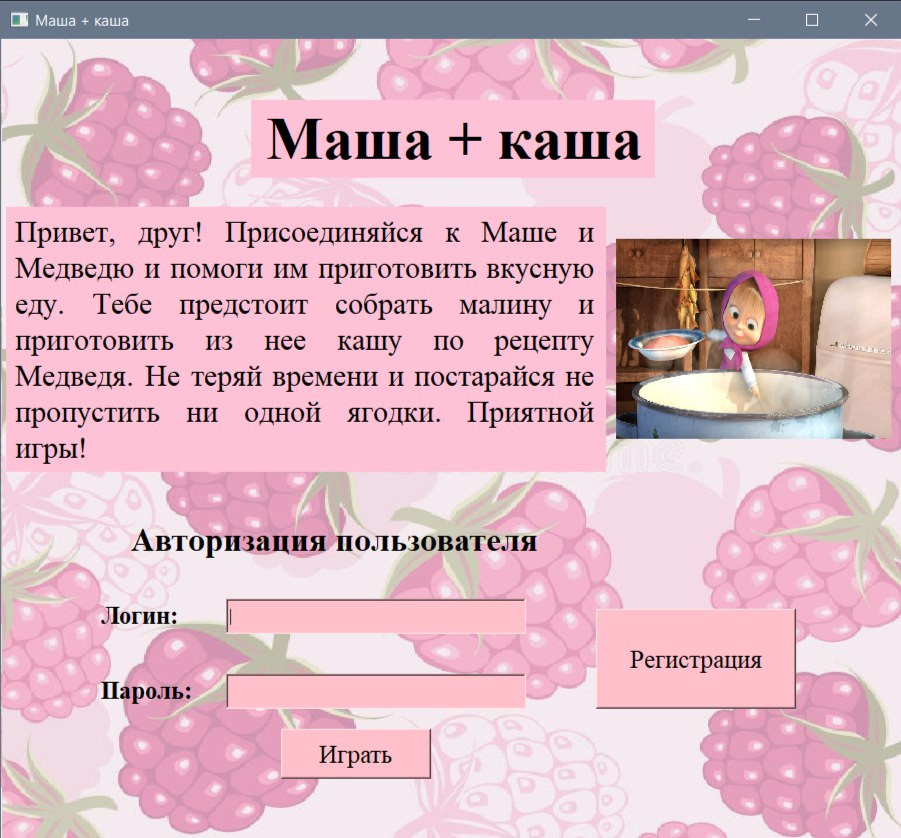 Маша + каша
Маша + каша
Привет, друг! Присоединяйся к Маше и
Медведю и помоги им приготовить вкусную
еду. Тебе предстоит собрать малину и
приготовить из нее кашу по рецепту
Медведя. Не теряй времени и постарайся не
пропустить ни одной ягодки. Приятной
игры!
Авторизация пользователя
Логин:
Пароль:
Регистрация
Играть